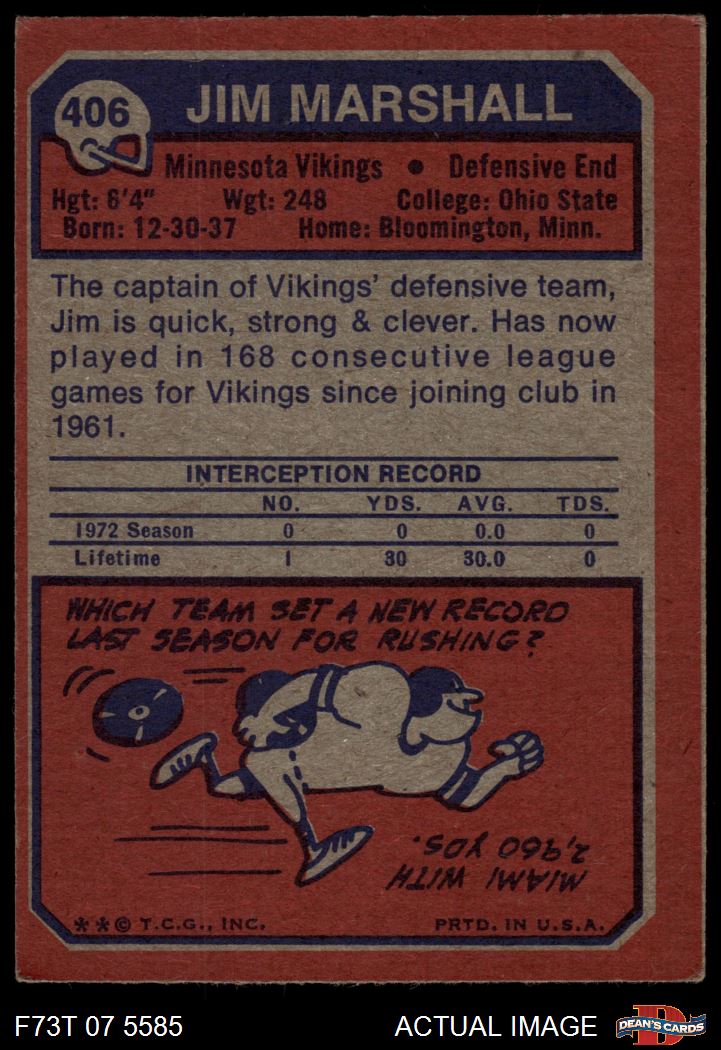 406
JIM MARSHALL
Minnesota Vikings • Defensive End
Hgt: 6'4" Wgt: 248 College: Ohio State
Born: 12-30-37 Home: Bloomington, Minn.
The captain of Vikings' defensive team,
Jim is quick, strong & clever. Has now
played in 168 consecutive league
games for Vikings since joining club in
1961.
INTERCEPTION RECORD
NO. YDS. AVG. TDS.
1972 Season 0 0 0.0 0
Lifetime 1 30 30.0 0
WHICH TEAM SET A NEW RECORD
LAST SEASON FOR RUSHING?
MIAMI WITH
2,960 YDS.
**© T.C.G., INC. PRTD. IN U.S.A.
F73T 07 5585 ACTUAL IMAGE
D
DEAN'S CARDS